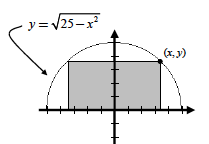 y = √25 − x²
(x, y)